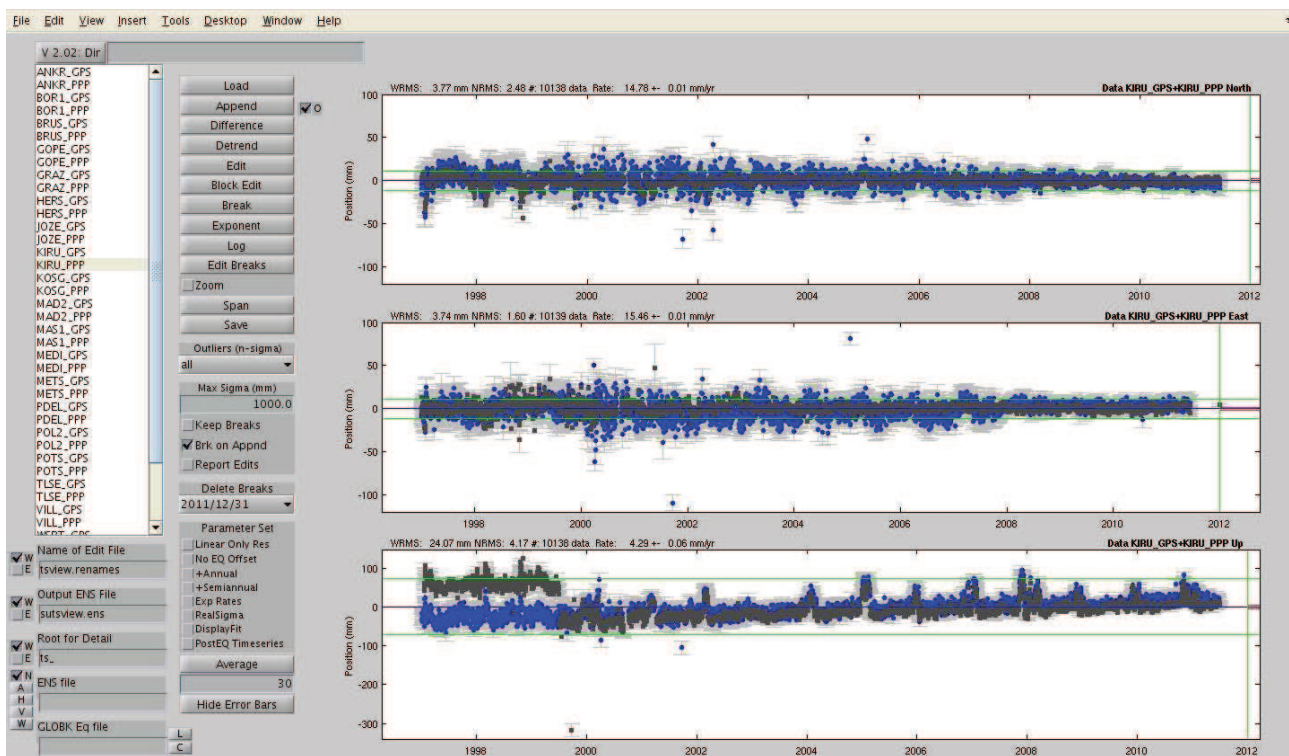 File Edit View Insert Tools Desktop Window Help
V 2.02: Dir
ANKR_GPS
ANKR_PPP
BOR1_GPS
BOR1_PPP
BRUS_GPS
BRUS_PPP
GOPE_GPS
GOPE_PPP
GRAZ_GPS
GRAZ_PPP
HERS_GPS
HERS_PPP
JOZE_GPS
JOZE_PPP
KIRU_GPS
KIRU_PPP
KOSG_GPS
KOSG_PPP
MAD2_GPS
MAD2_PPP
MAS1_GPS
MAS1_PPP
MEDI_GPS
MEDI_PPP
METS_GPS
METS_PPP
PDEL_GPS
PDEL_PPP
POL2_GPS
POL2_PPP
POTS_GPS
POTS_PPP
TLSE_GPS
TLSE_PPP
VILL_GPS
VILL_PPP
W
E
Name of Edit File
tsview.renames
W
E
Output ENS File
sutsview.ens
W
E
Root for Detail
ts_
N
A
H
V
W
ENS file
GLOBK Eq file
L
C
Load
Append
O
Difference
Detrend
Edit
Block Edit
Break
Exponent
Log
Edit Breaks
Zoom
Span
Save
Outliers (n-sigma)
all
Max Sigma (mm)
1000.0
Keep Breaks
Brk on Appnd
Report Edits
Delete Breaks
2011/12/31
Parameter Set
Linear Only Res
No EQ Offset
+Annual
+Semiannual
Exp Rates
RealSigma
DisplayFit
PostEQ Timeseries
Average
30
Hide Error Bars
WRMS: 3.77 mm NRMS: 2.48 #: 10138 data Rate: 14.78 +- 0.01 mm/yr
Data KIRU_GPS+KIRU_PPP North
Position (mm)
100
50
0
-50
-100
1998 2000 2002 2004 2006 2008 2010 2012
WRMS: 3.74 mm NRMS: 1.60 #: 10139 data Rate: 15.46 +- 0.01 mm/yr
Data KIRU_GPS+KIRU_PPP East
Position (mm)
100
50
0
-50
-100
1998 2000 2002 2004 2006 2008 2010 2012
WRMS: 24.07 mm NRMS: 4.17 #: 10138 data Rate: 4.29 +- 0.06 mm/yr
Data KIRU_GPS+KIRU_PPP Up
Position (mm)
100
0
-100
-200
-300
1998 2000 2002 2004 2006 2008 2010 2012